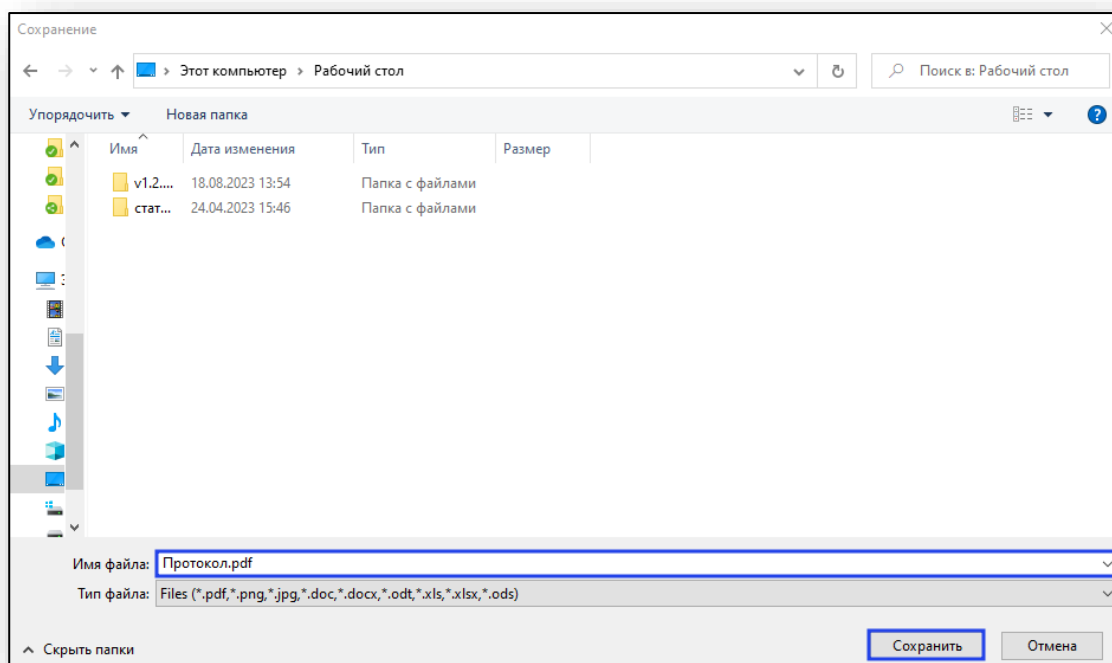 Сохранение
Этот компьютер › Рабочий стол
Поиск в: Рабочий стол
Упорядочить Новая папка
Имя Дата изменения Тип Размер
v1.2.... 18.08.2023 13:54 Папка с файлами
стат... 24.04.2023 15:46 Папка с файлами
Имя файла: Протокол.pdf
Тип файла: Files (*.pdf,*.png,*.jpg,*.doc,*.docx,*.odt,*.xls,*.xlsx,*.ods)
Скрыть папки Сохранить Отмена